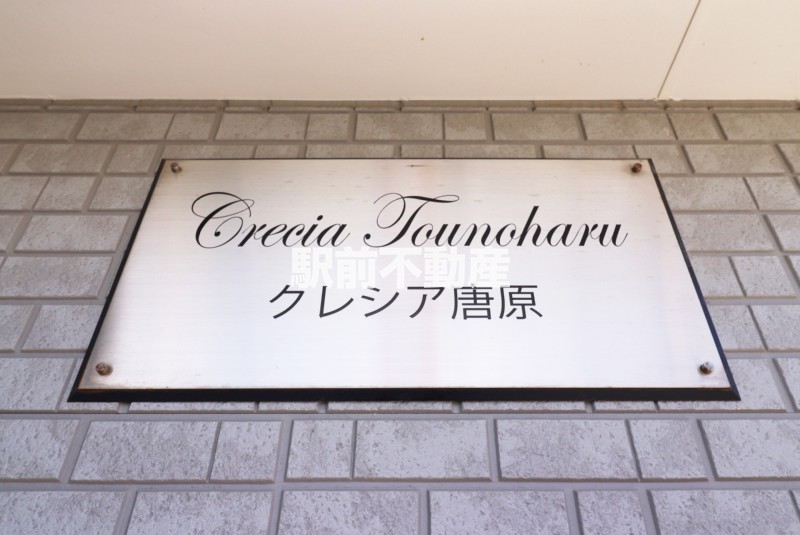 Crecia Tounoharu
駅前不動産
クレシア唐原